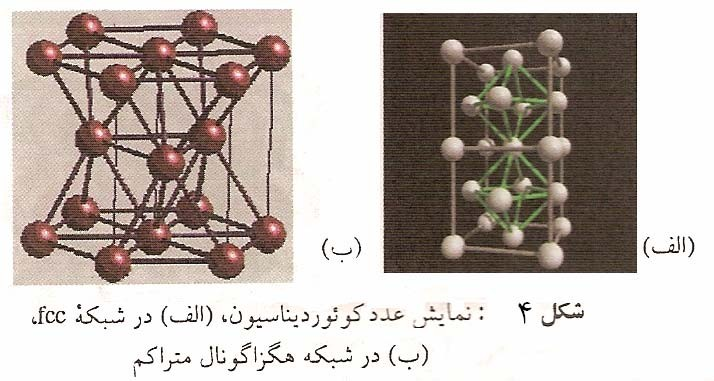 (الف)
(ب)
شکل ۴ : نمایش عدد کوئوردیناسیون، (الف) در شبکهٔ fcc،
(ب) در شبکه هگزاگونال متراکم